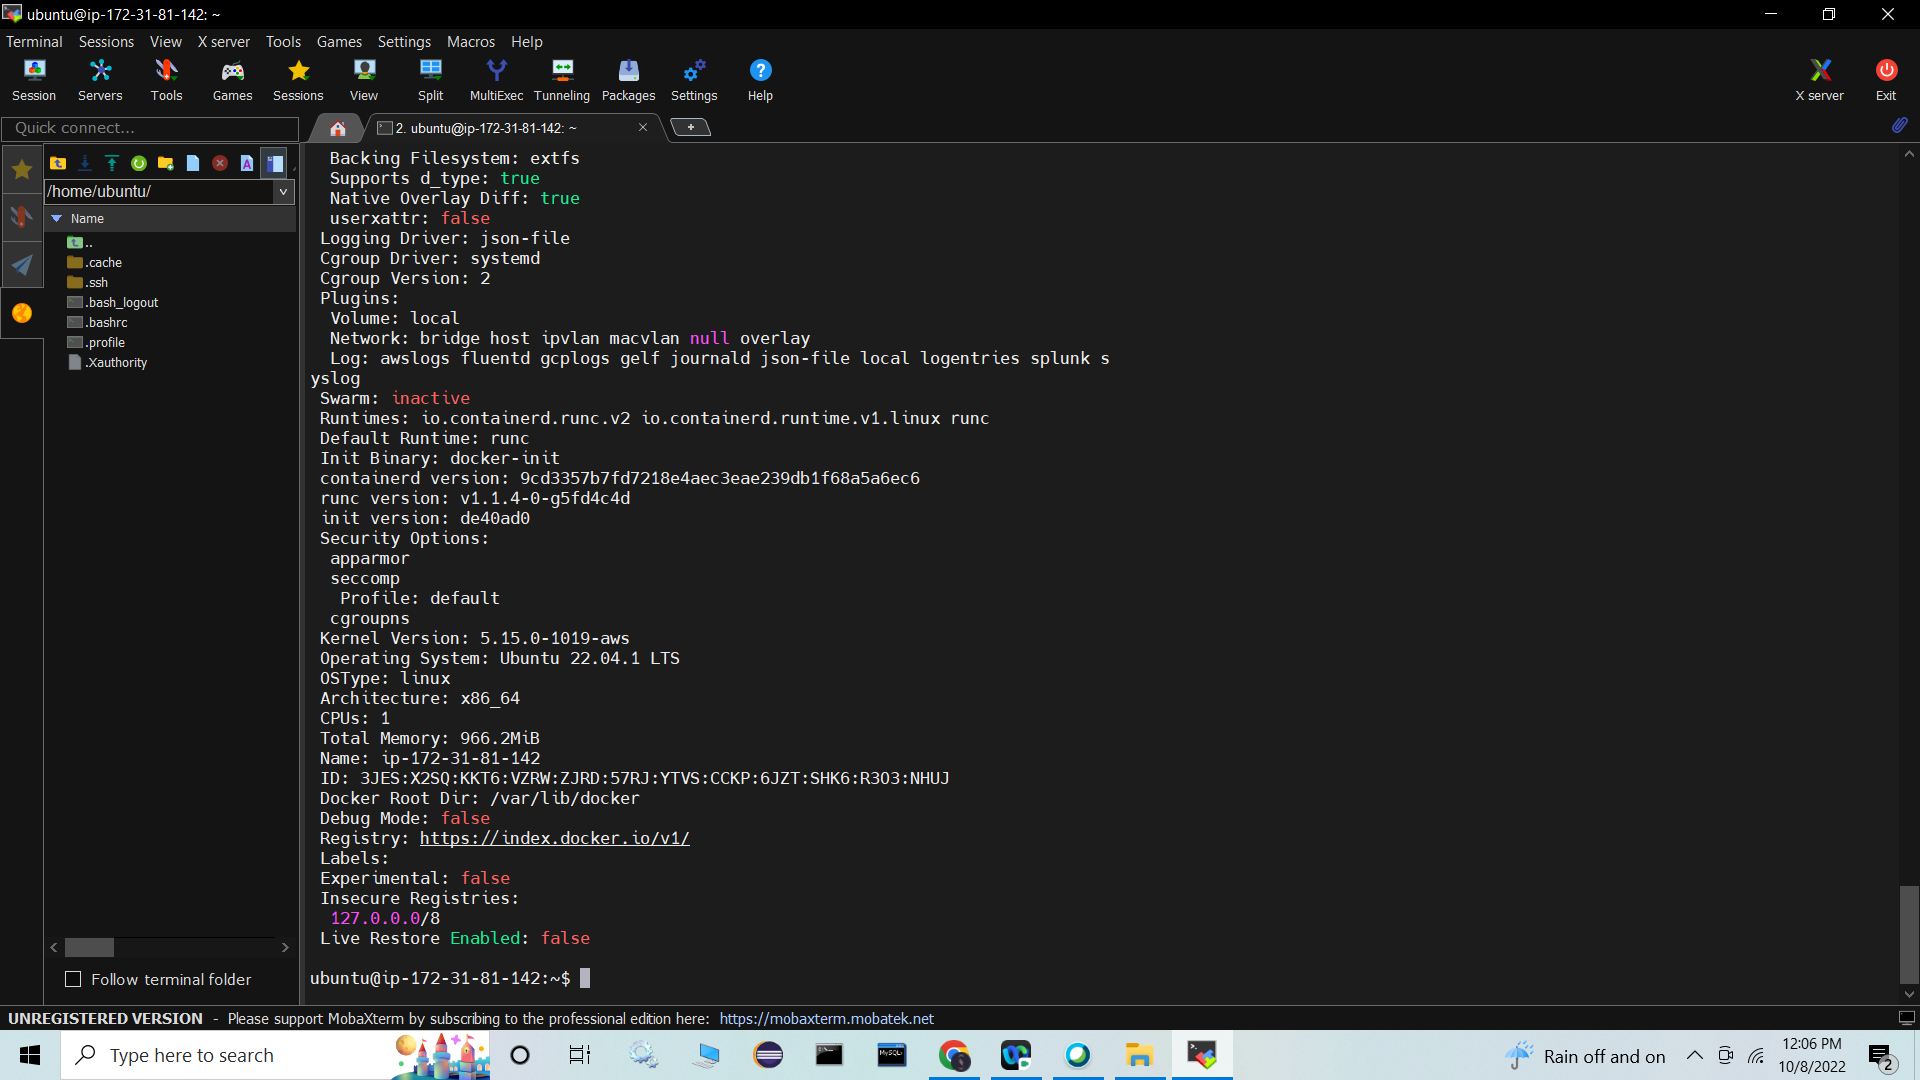 ubuntu@ip-172-31-81-142: ~
Terminal Sessions View X server Tools Games Settings Macros Help
Session Servers Tools Games Sessions View Split MultiExec Tunneling Packages Settings Help X server Exit
Quick connect...
2. ubuntu@ip-172-31-81-142: ~
/home/ubuntu/
Name
..
.cache
.ssh
.bash_logout
.bashrc
.profile
.Xauthority
Follow terminal folder
Backing Filesystem: extfs
Supports d_type: true
Native Overlay Diff: true
userxattr: false
Logging Driver: json-file
Cgroup Driver: systemd
Cgroup Version: 2
Plugins:
Volume: local
Network: bridge host ipvlan macvlan null overlay
Log: awslogs fluentd gcplogs gelf journald json-file local logentries splunk s
yslog
Swarm: inactive
Runtimes: io.containerd.runc.v2 io.containerd.runtime.v1.linux runc
Default Runtime: runc
Init Binary: docker-init
containerd version: 9cd3357b7fd7218e4aec3eae239db1f68a5a6ec6
runc version: v1.1.4-0-g5fd4c4d
init version: de40ad0
Security Options:
apparmor
seccomp
Profile: default
cgroupns
Kernel Version: 5.15.0-1019-aws
Operating System: Ubuntu 22.04.1 LTS
OSType: linux
Architecture: x86_64
CPUs: 1
Total Memory: 966.2MiB
Name: ip-172-31-81-142
ID: 3JES:X2SQ:KKT6:VZRW:ZJRD:57RJ:YTVS:CCKP:6JZT:SHK6:R3O3:NHUJ
Docker Root Dir: /var/lib/docker
Debug Mode: false
Registry: https://index.docker.io/v1/
Labels:
Experimental: false
Insecure Registries:
127.0.0.0/8
Live Restore Enabled: false
ubuntu@ip-172-31-81-142:~$
UNREGISTERED VERSION - Please support MobaXterm by subscribing to the professional edition here: https://mobaxterm.mobatek.net
Type here to search
MySQL
Rain off and on
12:06 PM
10/8/2022
2